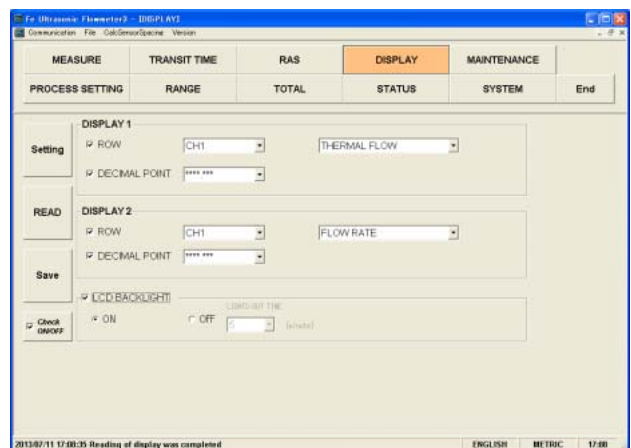 Fe Ultrasonic Flowmeter3 - [DISPLAY]
Communication File CalcSensorSpacing Version
MEASURE TRANSIT TIME RAS DISPLAY MAINTENANCE
PROCESS SETTING RANGE TOTAL STATUS SYSTEM End
Setting
READ
Save
Check ON/OFF
DISPLAY 1
ROW CH1 THERMAL FLOW
DECIMAL POINT **** ***
DISPLAY 2
ROW CH1 FLOW RATE
DECIMAL POINT **** ***
LCD BACKLIGHT
ON OFF 5
2013/07/11 17:08:35 Reading of display was completed ENGLISH METRIC 17:08